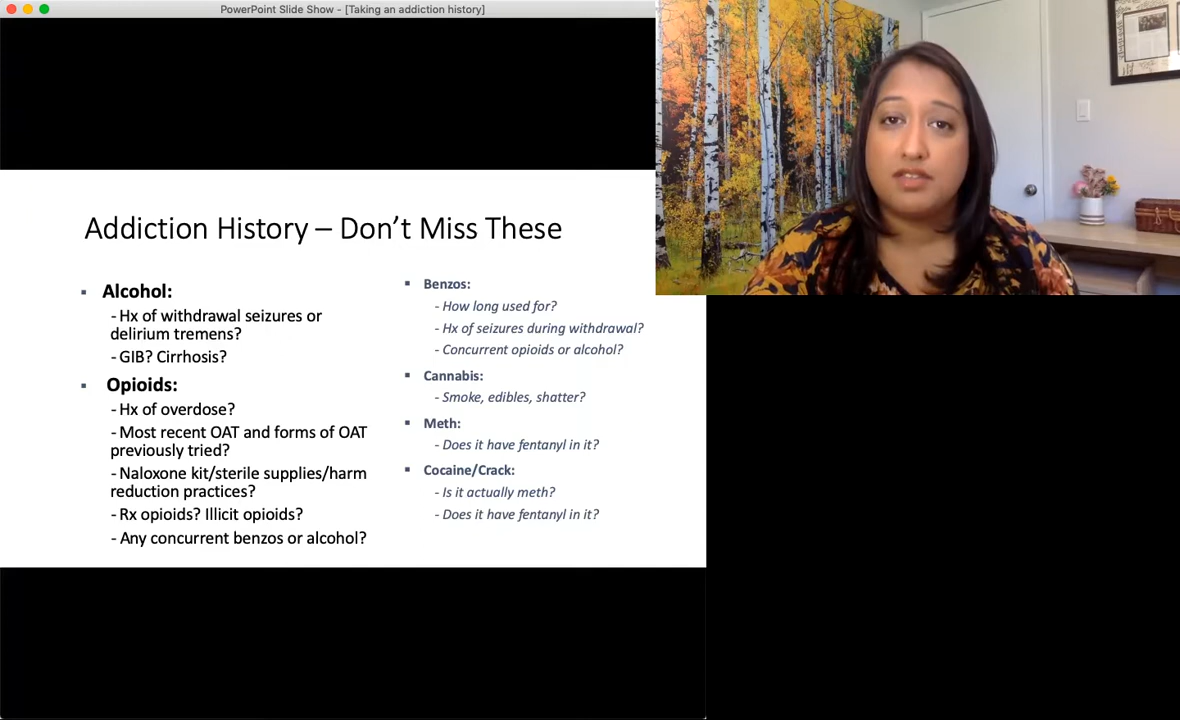 PowerPoint Slide Show - [Taking an addiction history]
Addiction History – Don’t Miss These
▪ Alcohol:
- Hx of withdrawal seizures or
delirium tremens?
- GIB? Cirrhosis?
▪ Opioids:
- Hx of overdose?
- Most recent OAT and forms of OAT
previously tried?
- Naloxone kit/sterile supplies/harm
reduction practices?
- Rx opioids? Illicit opioids?
- Any concurrent benzos or alcohol?
▪ Benzos:
- How long used for?
- Hx of seizures during withdrawal?
- Concurrent opioids or alcohol?
▪ Cannabis:
- Smoke, edibles, shatter?
▪ Meth:
- Does it have fentanyl in it?
▪ Cocaine/Crack:
- Is it actually meth?
- Does it have fentanyl in it?